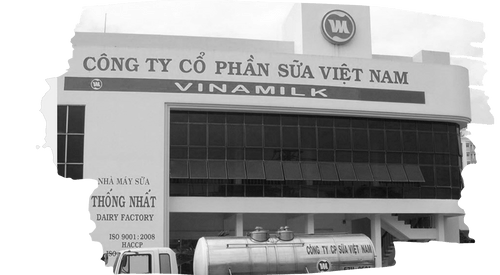 VM
CÔNG TY CỔ PHẦN SỮA VIỆT NAM
VINAMILK
NHÀ MÁY SỮA
THỐNG NHẤT
DAIRY FACTORY
ISO 9001:2008
HACCP
CÔNG TY CP SỮA VIỆT NAM